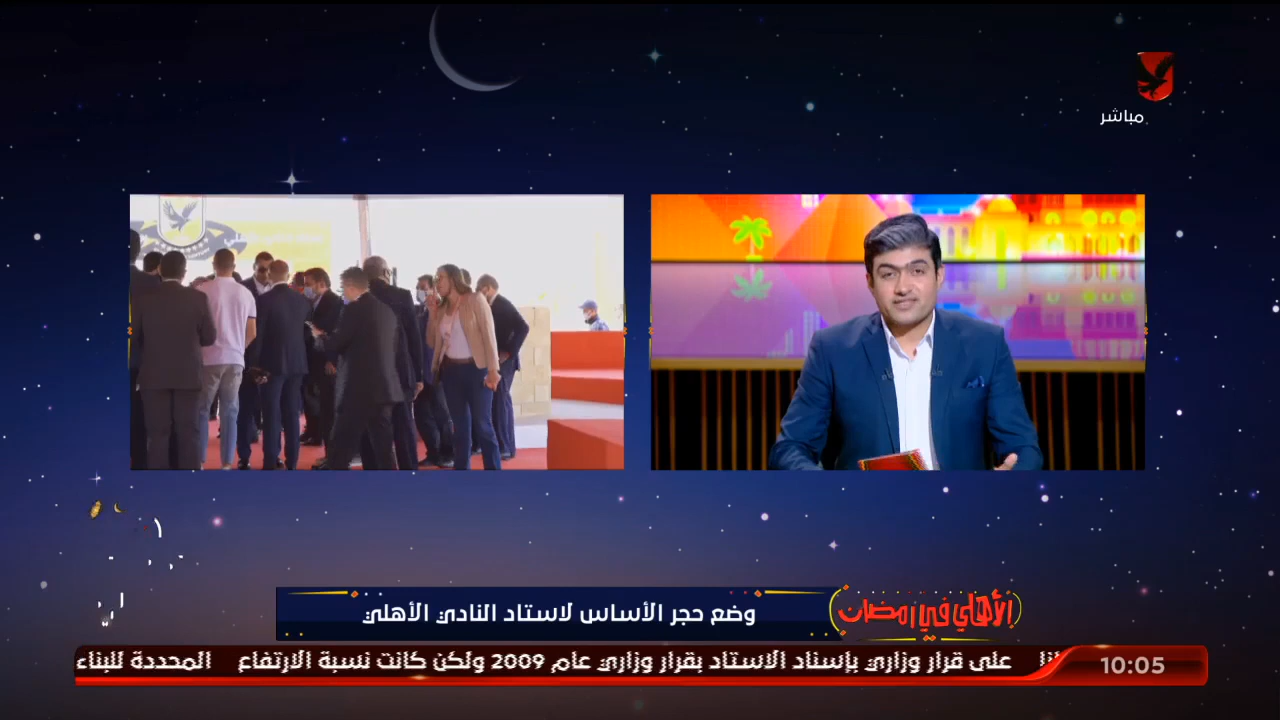 مباشر
الأهلي في رمضان
وضع حجر الأساس لاستاد النادي الأهلي
10:05
على قرار وزاري بإسناد الاستاد بقرار وزاري عام 2009 ولكن كانت نسبة الارتفاع المحددة للبناء